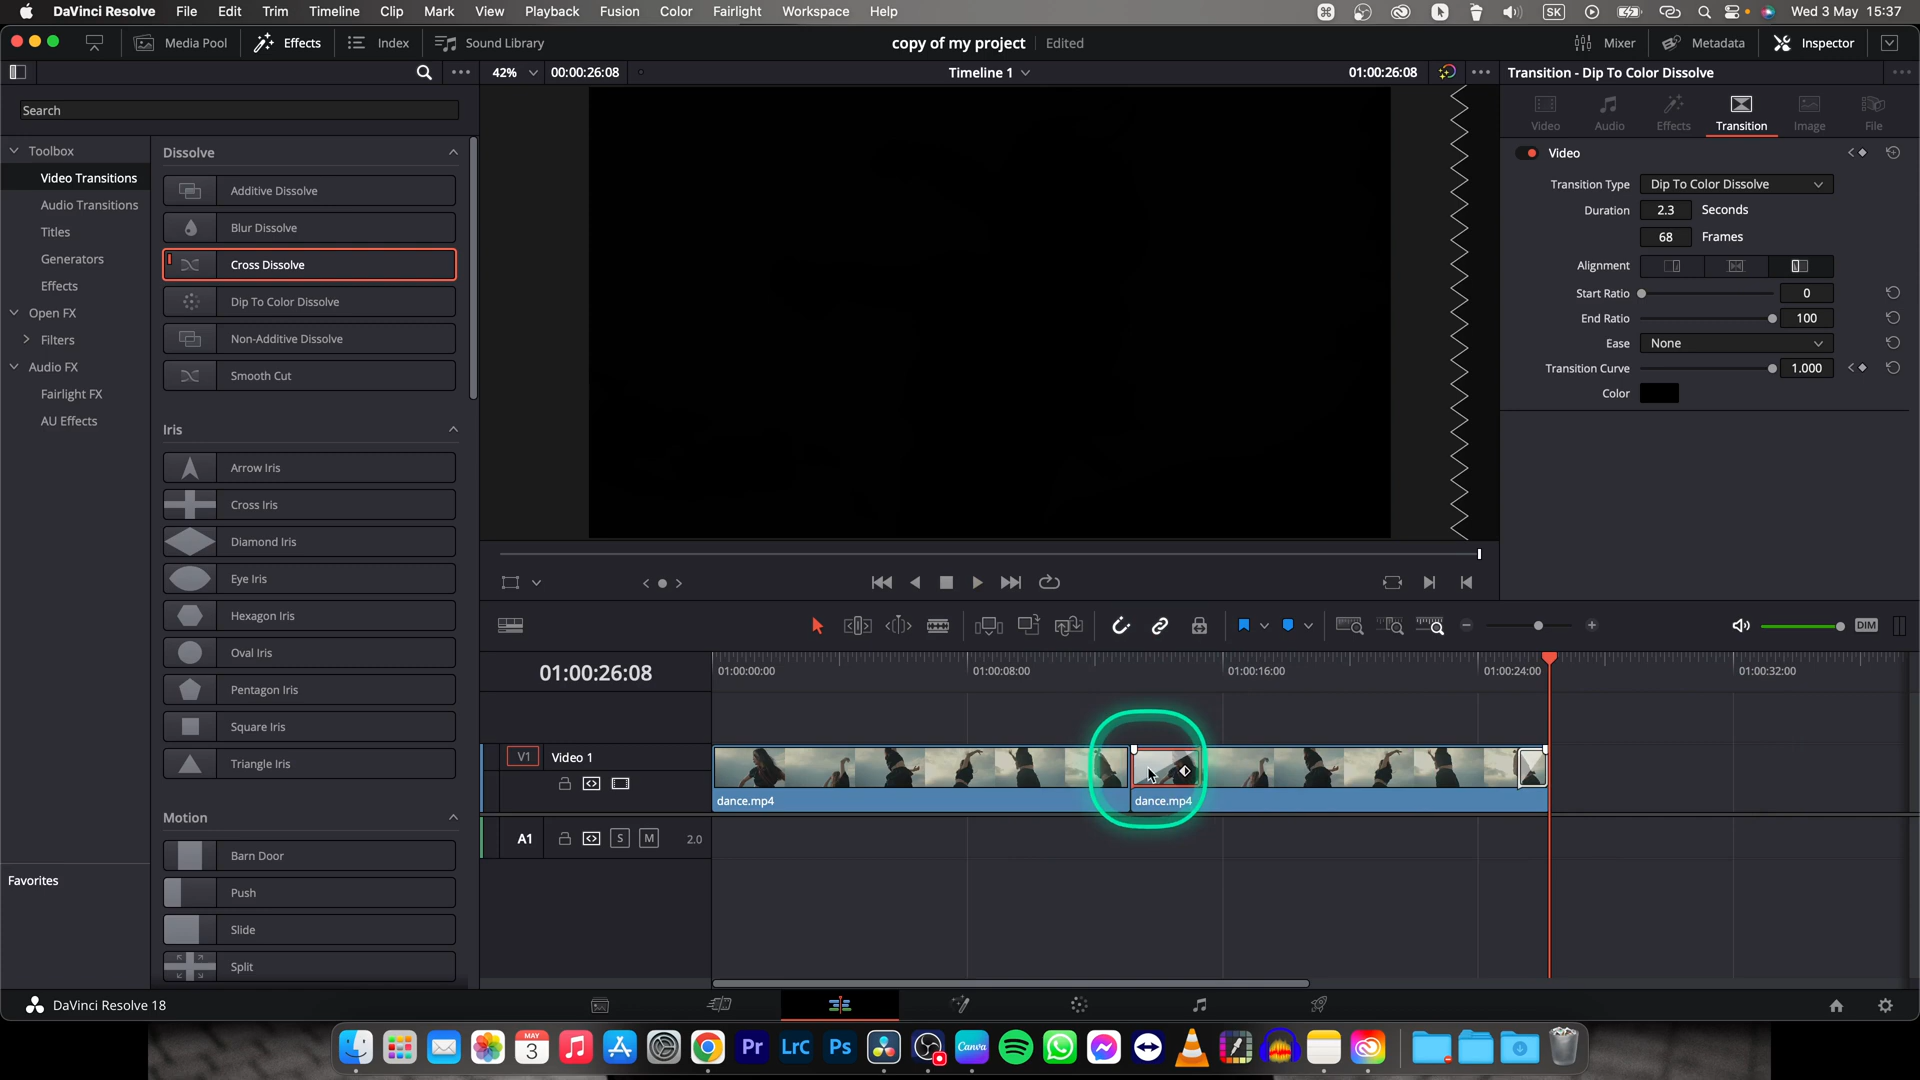 DaVinci Resolve File Edit Trim Timeline Clip Mark View Playback Fusion Color Fairlight Workspace Help SK Wed 3 May 15:37
Media Pool Effects Index Sound Library copy of my project Edited Mixer Metadata Inspector
42% 00:00:26:08 Timeline 1 01:00:26:08 Transition - Dip To Color Dissolve
Search
Video Audio Effects Transition Image File
Toolbox
Video Transitions
Audio Transitions
Titles
Generators
Effects
Open FX
Filters
Audio FX
Fairlight FX
AU Effects
Favorites
Dissolve
Additive Dissolve
Blur Dissolve
Cross Dissolve
Dip To Color Dissolve
Non-Additive Dissolve
Smooth Cut
Iris
Arrow Iris
Cross Iris
Diamond Iris
Eye Iris
Hexagon Iris
Oval Iris
Pentagon Iris
Square Iris
Triangle Iris
Motion
Barn Door
Push
Slide
Split
Video
Transition Type Dip To Color Dissolve
Duration 2.3 Seconds
68 Frames
Alignment
Start Ratio 0
End Ratio 100
Ease None
Transition Curve 1.000
Color
DIM
01:00:26:08 01:00:00:00 01:00:08:00 01:00:16:00 01:00:24:00 01:00:32:00
V1 Video 1
dance.mp4 dance.mp4
A1 S M 2.0
DaVinci Resolve 18
MAY
3
Pr LrC Ps Canva